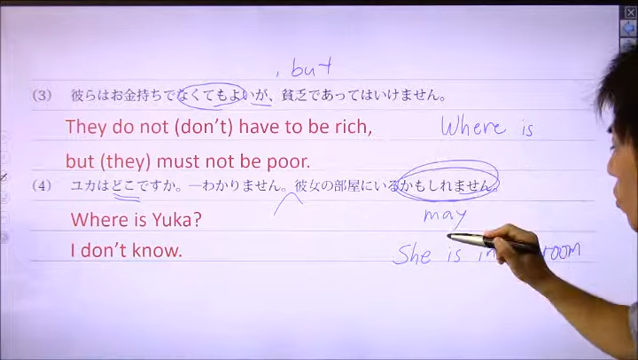 , but
(3) 彼らはお金持ちでなくてもよいが、貧乏であってはいけません。
They do not (don't) have to be rich,
Where is
but (they) must not be poor.
(4) ユカはどこですか。―わかりません。彼女の部屋にいるかもしれません。
Where is Yuka?
may
I don't know.
She is in room